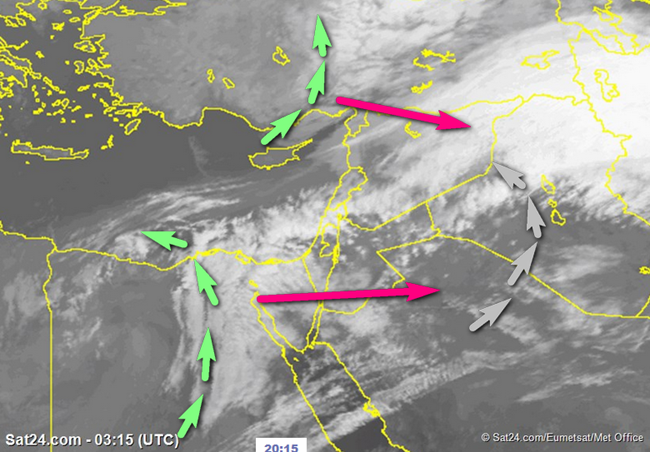 Sat24.com - 03:15 (UTC)
20:15
© Sat24.com/Eumetsat/Met Office